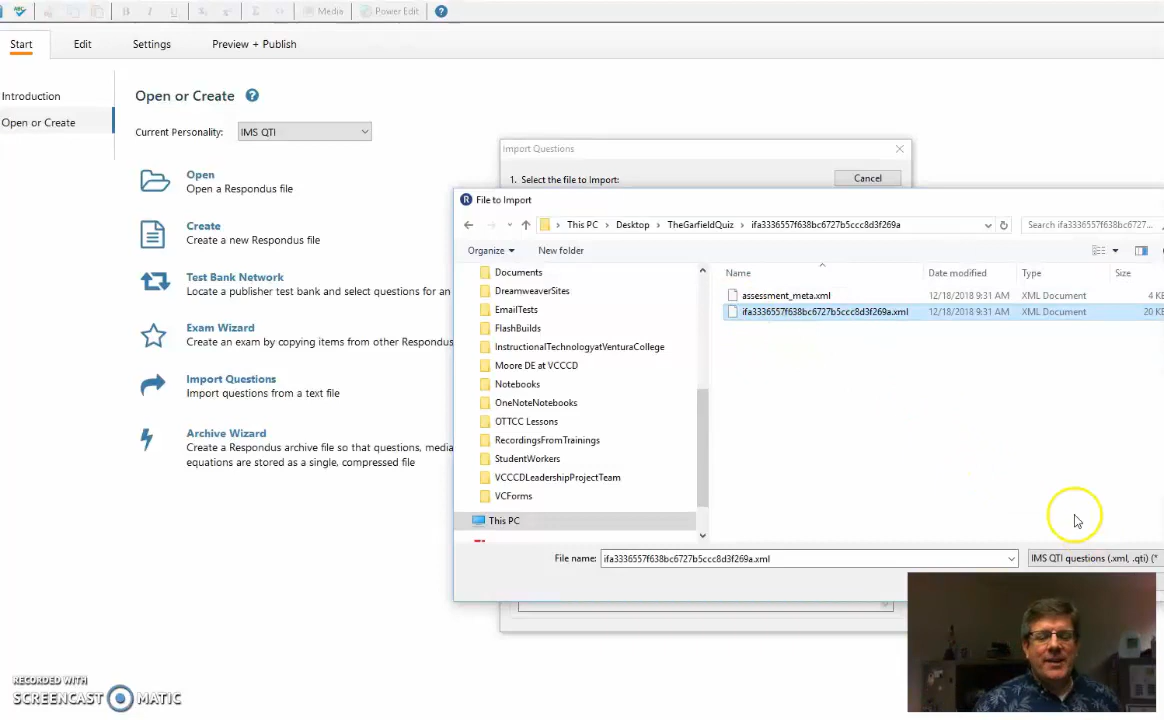 ABC
B I U
Media
Power Edit
?
Start
Edit
Settings
Preview + Publish
Introduction
Open or Create
Open or Create ?
Current Personality:
IMS QTI
Open
Open a Respondus file
Create
Create a new Respondus file
Test Bank Network
Locate a publisher test bank and select questions for an
Exam Wizard
Create an exam by copying items from other Respondus
Import Questions
Import questions from a text file
Archive Wizard
Create a Respondus archive file so that questions, media
equations are stored as a single, compressed file
Import Questions
1. Select the file to Import:
Cancel
R File to Import
This PC > Desktop > TheGarfieldQuiz > ifa3336557f638bc6727b5ccc8d3f269a
Search ifa3336557f638bc6727...
Organize
New folder
Documents
DreamweaverSites
EmailTests
FlashBuilds
InstructionalTechnologyatVenturaCollege
Moore DE at VCCCD
Notebooks
OneNoteNotebooks
OTTCC Lessons
RecordingsFromTrainings
StudentWorkers
VCCCDLeadershipProjectTeam
VCForms
This PC
Name
Date modified
Type
Size
assessment_meta.xml
12/18/2018 9:31 AM
XML Document
4 KE
ifa3336557f638bc6727b5ccc8d3f269a.xml
12/18/2018 9:31 AM
XML Document
20 KE
File name:
ifa3336557f638bc6727b5ccc8d3f269a.xml
IMS QTI questions (.xml, .qti) (*
RECORDED WITH
SCREENCAST MATIC